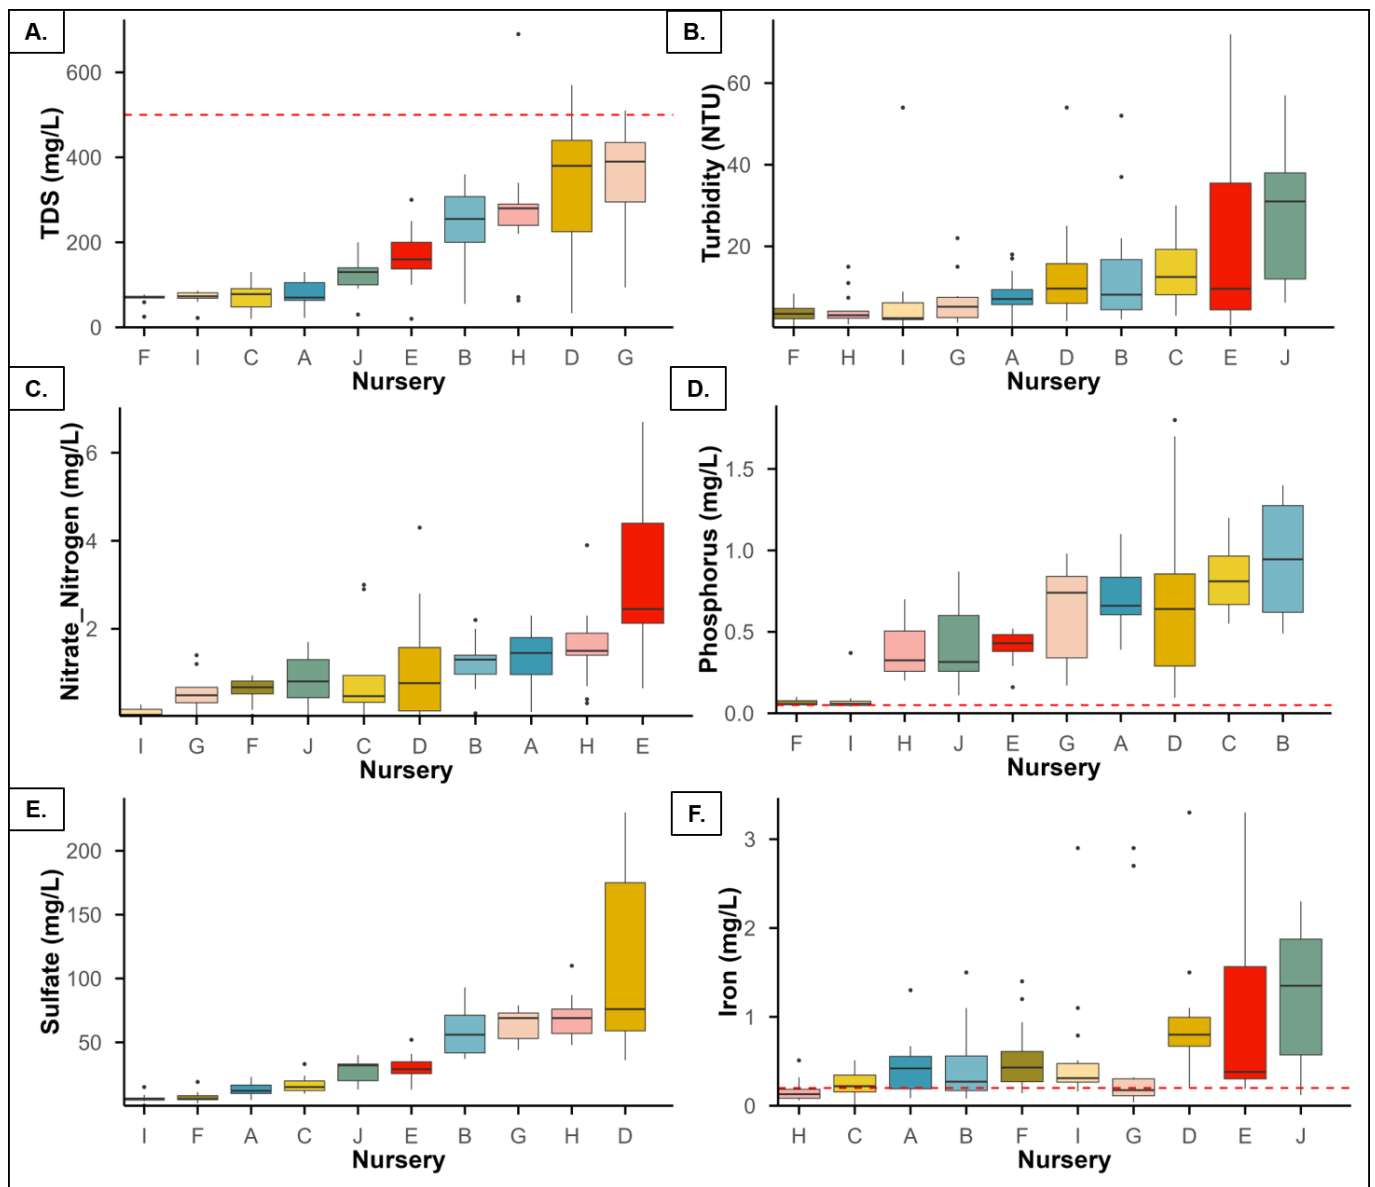 A.
TDS (mg/L)
600
400
200
0
F I C A J E B H D G
Nursery
B.
Turbidity (NTU)
60
40
20
F H I G A D B C E J
Nursery
C.
Nitrate_Nitrogen (mg/L)
6
4
2
I G F J C D B A H E
Nursery
D.
Phosphorus (mg/L)
1.5
1.0
0.5
0.0
F I H J E G A D C B
Nursery
E.
Sulfate (mg/L)
200
150
100
50
I F A C J E B G H D
Nursery
F.
Iron (mg/L)
3
2
1
0
H C A B F I G D E J
Nursery